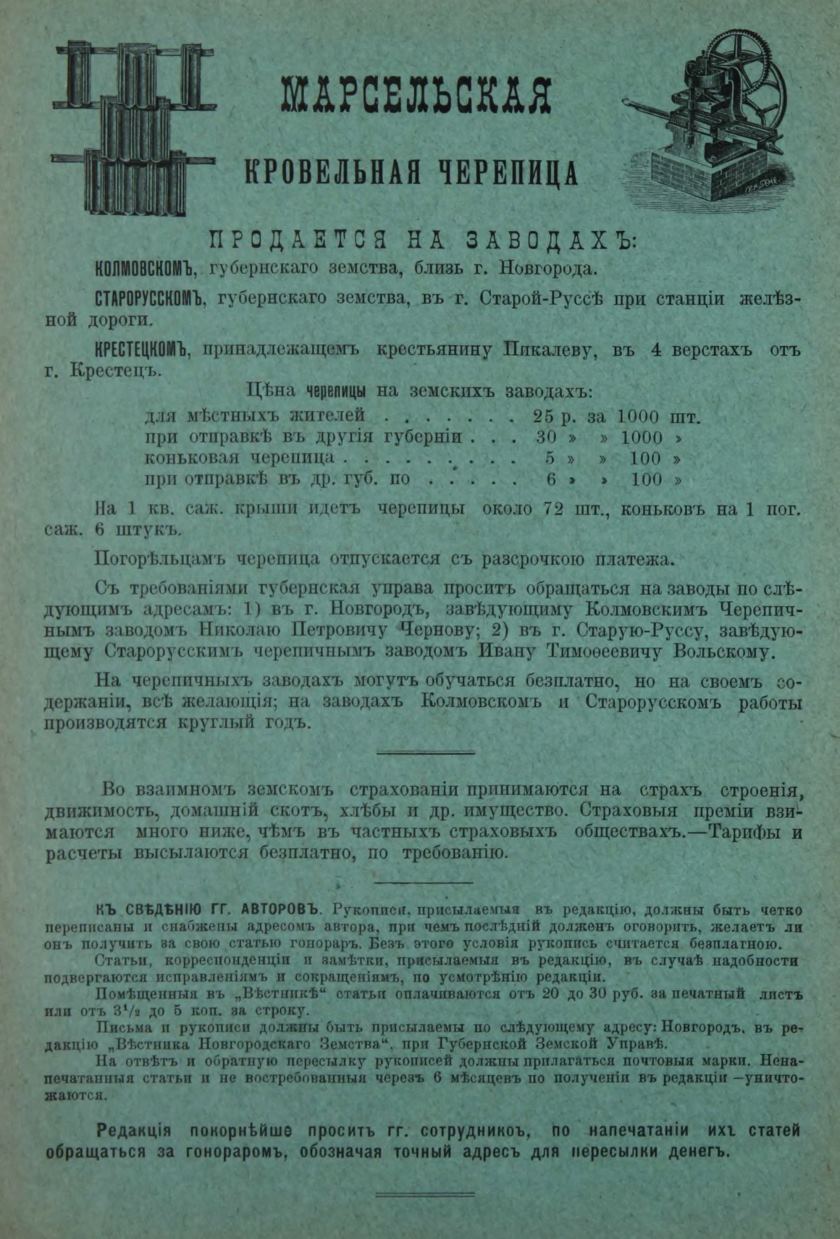 МАРСЕЛЬСКАЯ
КРОВЕЛЬНАЯ ЧЕРЕПИЦА
ПРОДАЕТСЯ НА ЗАВОДАХЪ:
КОЛМОВСКОМЪ, губернскаго земства, близь г. Новгорода.
СТАРОРУССКОМЪ, губернскаго земства, въ г. Старой-Руссѣ при станціи желѣз-
ной дороги.
КРЕСТЕЦКОМЪ, принадлежащемъ крестьянину Пикалеву, въ 4 верстахъ отъ
г. Крестецъ.
Цѣна черепицы на земскихъ заводахъ:
для мѣстныхъ жителей . . . . . . . 25 р. за 1000 шт.
при отправкѣ въ другія губерніи . . . 30 » » 1000 »
коньковая черепица . . . . . . . . . 5 » » 100 »
при отправкѣ въ др. губ. по . . . . . 6 » » 100 »
На 1 кв. саж. крыши идетъ черепицы около 72 шт., коньковъ на 1 пог.
саж. 6 штукъ.
Погорѣльцамъ черепица отпускается съ разсрочкою платежа.
Съ требованіями губернская управа проситъ обращаться на заводы по слѣ-
дующимъ адресамъ: 1) въ г. Новгородъ, завѣдующиму Колмовскимъ Черепич-
нымъ заводомъ Николаю Петровичу Чернову; 2) въ г. Старую-Руссу, завѣдую-
щему Старорусскимъ черепичнымъ заводомъ Ивану Тимоѳеевичу Вольскому.
На черепичныхъ заводахъ могутъ обучаться безплатно, но на своемъ со-
держаніи, всѣ желающія; на заводахъ Колмовскомъ и Старорусскомъ работы
производятся круглый годъ.
Во взаимномъ земскомъ страхованіи принимаются на страхъ строенія,
движимость, домашній скотъ, хлѣбы и др. имущество. Страховыя преміи взи-
маются много ниже, чѣмъ въ частныхъ страховыхъ обществахъ.—Тарифы и
расчеты высылаются безплатно, по требованію.
КЪ СВѢДѢНІЮ ГГ. АВТОРОВЪ. Рукописи, присылаемыя въ редакцію, должны быть четко
переписаны и снабжены адресомъ автора, при чемъ послѣдній долженъ оговорить, желаетъ ли
онъ получить за свою статью гонораръ. Безъ этого условія рукопись считается безплатною.
Статьи, корреспонденціи и замѣтки, присылаемыя въ редакцію, въ случаѣ надобности
подвергаются исправленіямъ и сокращеніямъ, по усмотрѣнію редакціи.
Помѣщенныя въ „Вѣстникѣ“ статьи оплачиваются отъ 20 до 30 руб. за печатный листъ
или отъ 3¹/₂ до 5 коп. за строку.
Письма и рукописи должны быть присылаемы по слѣдующему адресу: Новгородъ, въ ре-
дакцію „Вѣстника Новгородскаго Земства“, при Губернской Земской Управѣ.
На отвѣтъ и обратную пересылку рукописей должны прилагаться почтовыя марки. Нена-
печатанныя статьи и не востребованныя черезъ 6 мѣсяцевъ по полученіи въ редакціи —уничто-
жаются.
Редакція покорнѣйше проситъ гг. сотрудникоъ, по напечатаніи ихъ статей
обращаться за гонораромъ, обозначая точный адресъ для пересылки денегъ.